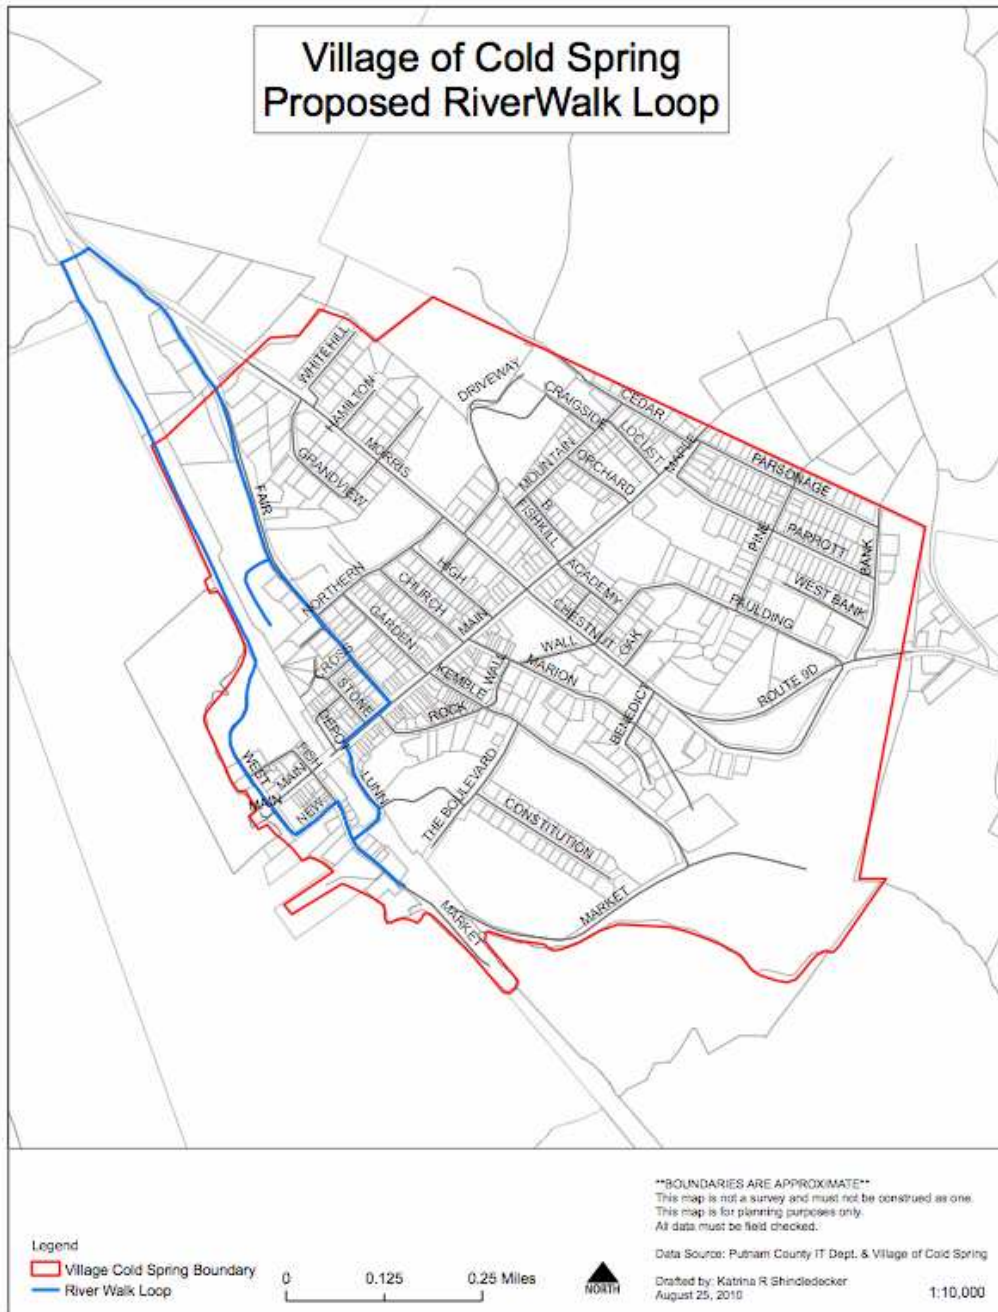 Village of Cold Spring
Proposed RiverWalk Loop
WHITE HILL
HAMILTON
GRANDVIEW
MORRIS
DRIVEWAY
CRAIGSIDE
CEDAR
LOCUST
MAPLE
MOUNTAIN
ORCHARD
B
FISHKILL
PARSONAGE
PINE
PARROTT
BANK
WEST BANK
FAIR
NORTHERN
HIGH
CHURCH
GARDEN
MAIN
ACADEMY
CHESTNUT
OAK
PAULDING
WALL
MARION
KEMBLE
WALL
ROCK
CROSS
STONE
DEPOT
BENEDICT
ROUTE 9D
LUNN
FISH
WEST
MAIN
MAIN
NEW
THE BOULEVARD
CONSTITUTION
MARKET
MARKET
**BOUNDARIES ARE APPROXIMATE**
This map is not a survey and must not be construed as one.
This map is for planning purposes only.
All data must be field checked.
Data Source: Putnam County IT Dept. & Village of Cold Spring
Drafted by: Katrina R Shindledecker
August 25, 2010
1:10,000
Legend
Village Cold Spring Boundary
River Walk Loop
0 0.125 0.25 Miles
NORTH